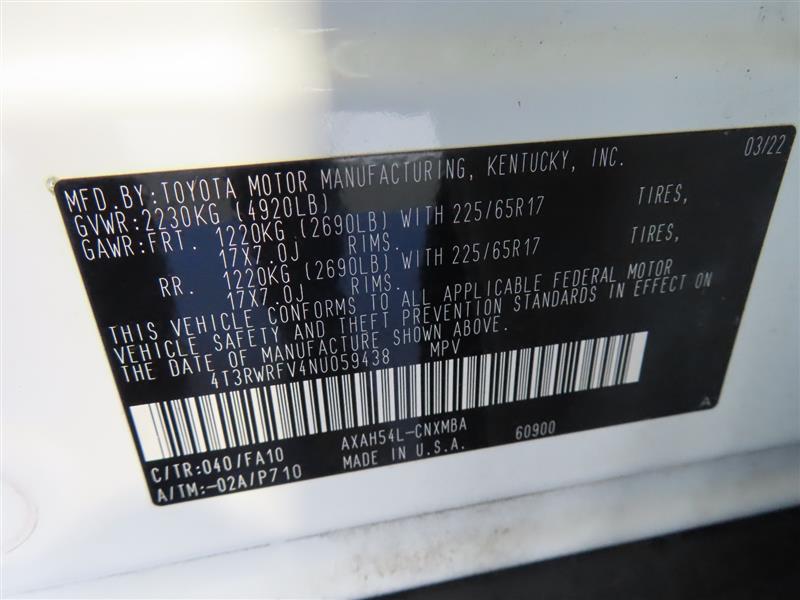 03/22
MFD.BY:TOYOTA MOTOR MANUFACTURING, KENTUCKY, INC.
GVWR:2230KG (4920LB)
GAWR:FRT. 1220KG (2690LB) WITH 225/65R17 TIRES,
17X7.0J RIMS.
RR. 1220KG (2690LB) WITH 225/65R17 TIRES,
17X7.0J RIMS.
THIS VEHICLE CONFORMS TO ALL APPLICABLE FEDERAL MOTOR
VEHICLE SAFETY AND THEFT PREVENTION STANDARDS IN EFFECT ON
THE DATE OF MANUFACTURE SHOWN ABOVE.
4T3RWRFV4NU059438 MPV
C/TR:040/FA10 AXAH54L-CNXMBA 60900 A
A/TM:-02A/P710 MADE IN U.S.A.